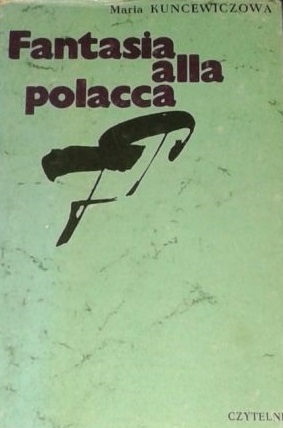 Maria KUNCEWICZOWA
Fantasia
alla
polacca
CZYTELNI